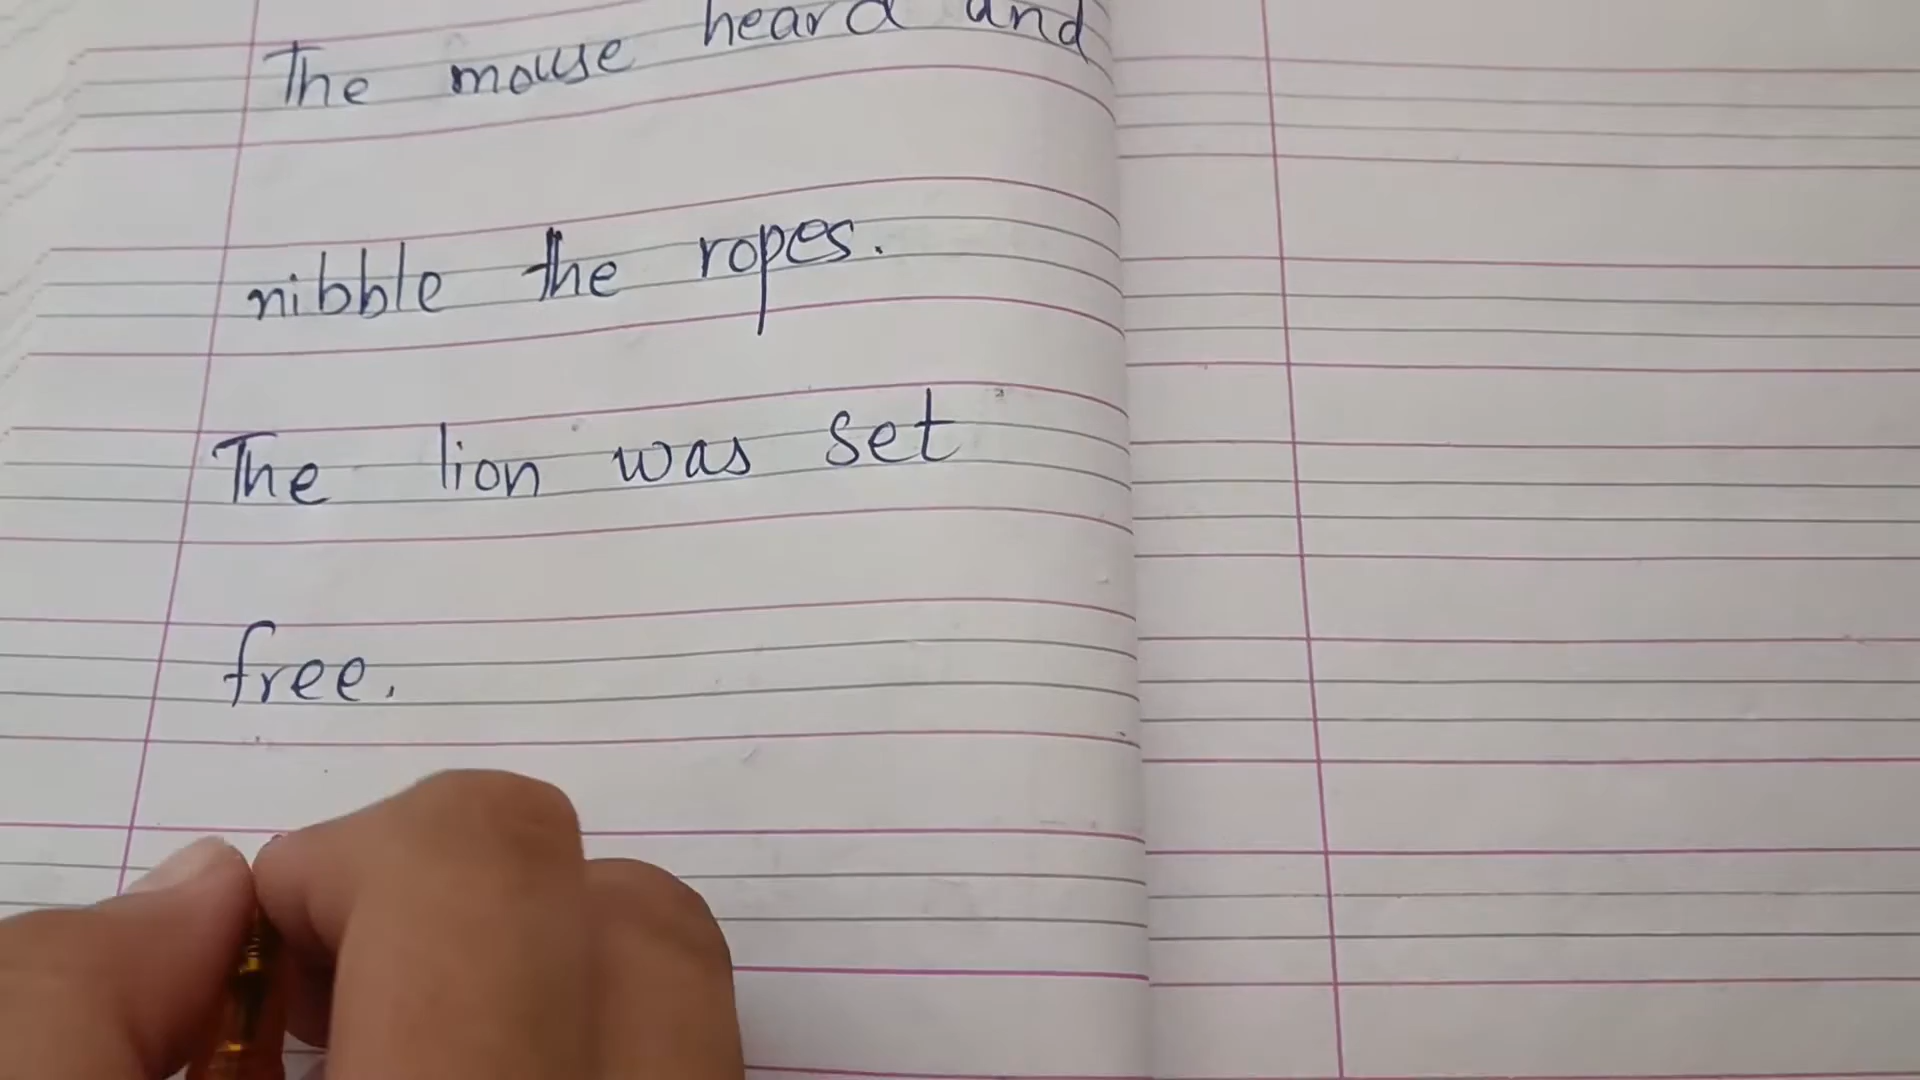 The mouse heard and
nibble the ropes.
The lion was set
free.